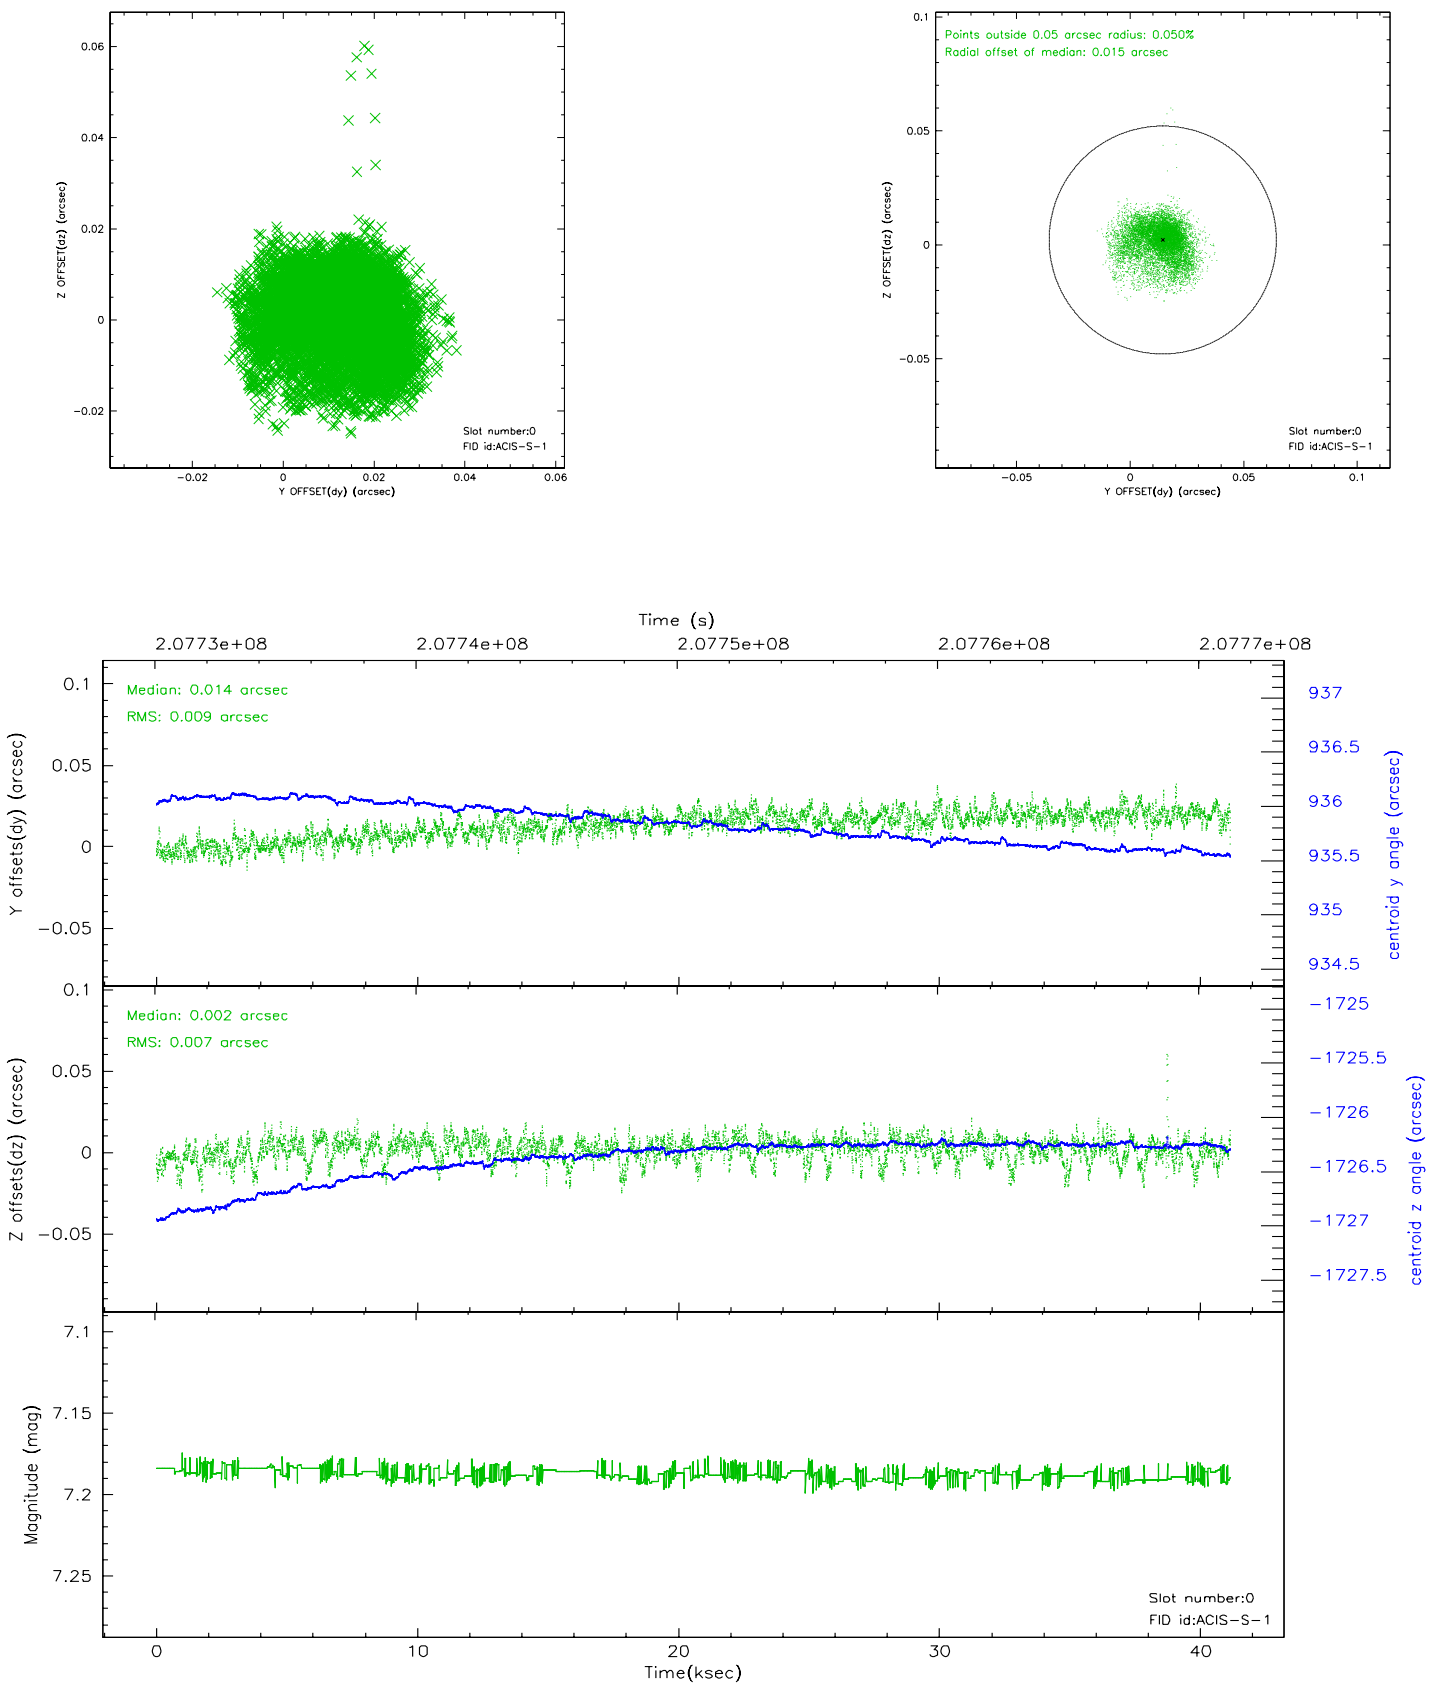 0.06
0.04
0.02
0
−0.02
Z OFFSET(dz) (arcsec)
Slot number:0
FID id:ACIS−S−1
−0.02 0 0.02 0.04 0.06
Y OFFSET(dy) (arcsec)
Points outside 0.05 arcsec radius: 0.050%
Radial offset of median: 0.015 arcsec
0.1
0.05
0
−0.05
Z OFFSET(dz) (arcsec)
Slot number:0
FID id:ACIS−S−1
−0.05 0 0.05 0.1
Y OFFSET(dy) (arcsec)
Time (s)
2.0773e+08 2.0774e+08 2.0775e+08 2.0776e+08 2.0777e+08
Median: 0.014 arcsec
RMS: 0.009 arcsec
0.1
0.05
0
−0.05
Y offsets(dy) (arcsec)
937
936.5
936
935.5
935
934.5
centroid y angle (arcsec)
Median: 0.002 arcsec
RMS: 0.007 arcsec
0.1
0.05
0
−0.05
Z offsets(dz) (arcsec)
−1725
−1725.5
−1726
−1726.5
−1727
−1727.5
centroid z angle (arcsec)
7.1
7.15
7.2
7.25
Magnitude (mag)
Slot number:0
FID id:ACIS−S−1
0 10 20 30 40
Time(ksec)